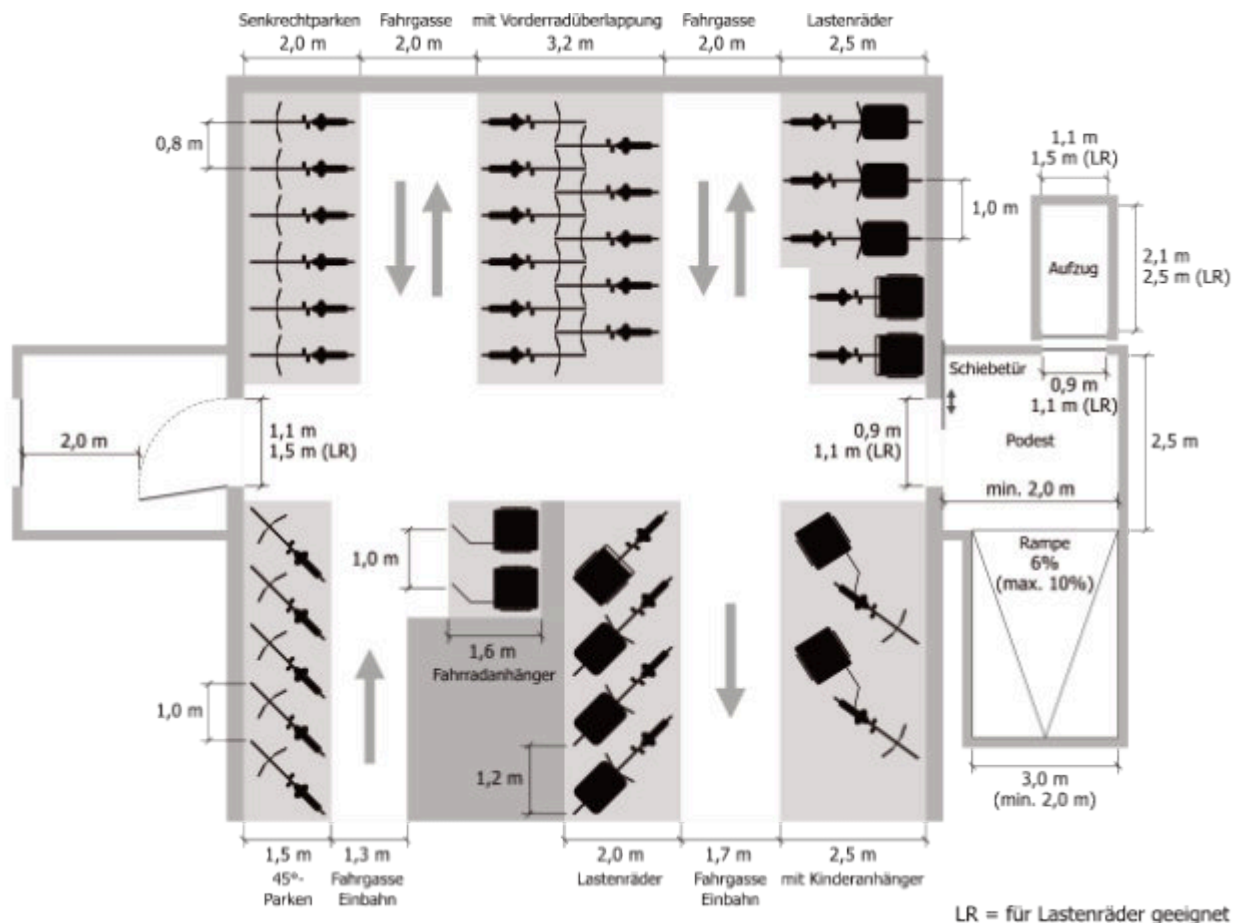 Senkrechtparken
2,0 m
Fahrgasse
2,0 m
mit Vorderradüberlappung
3,2 m
Fahrgasse
2,0 m
Lastenräder
2,5 m
0,8 m
1,0 m
1,1 m
1,5 m (LR)
Aufzug
2,1 m
2,5 m (LR)
Schiebetür
0,9 m
1,1 m (LR)
2,0 m
1,1 m
1,5 m (LR)
0,9 m
1,1 m (LR)
Podest
2,5 m
min. 2,0 m
1,0 m
Rampe
6%
(max. 10%)
1,6 m
Fahrradanhänger
1,0 m
1,2 m
3,0 m
(min. 2,0 m)
1,5 m
45°-
Parken
1,3 m
Fahrgasse
Einbahn
2,0 m
Lastenräder
1,7 m
Fahrgasse
Einbahn
2,5 m
mit Kinderanhänger
LR = für Lastenräder geeignet